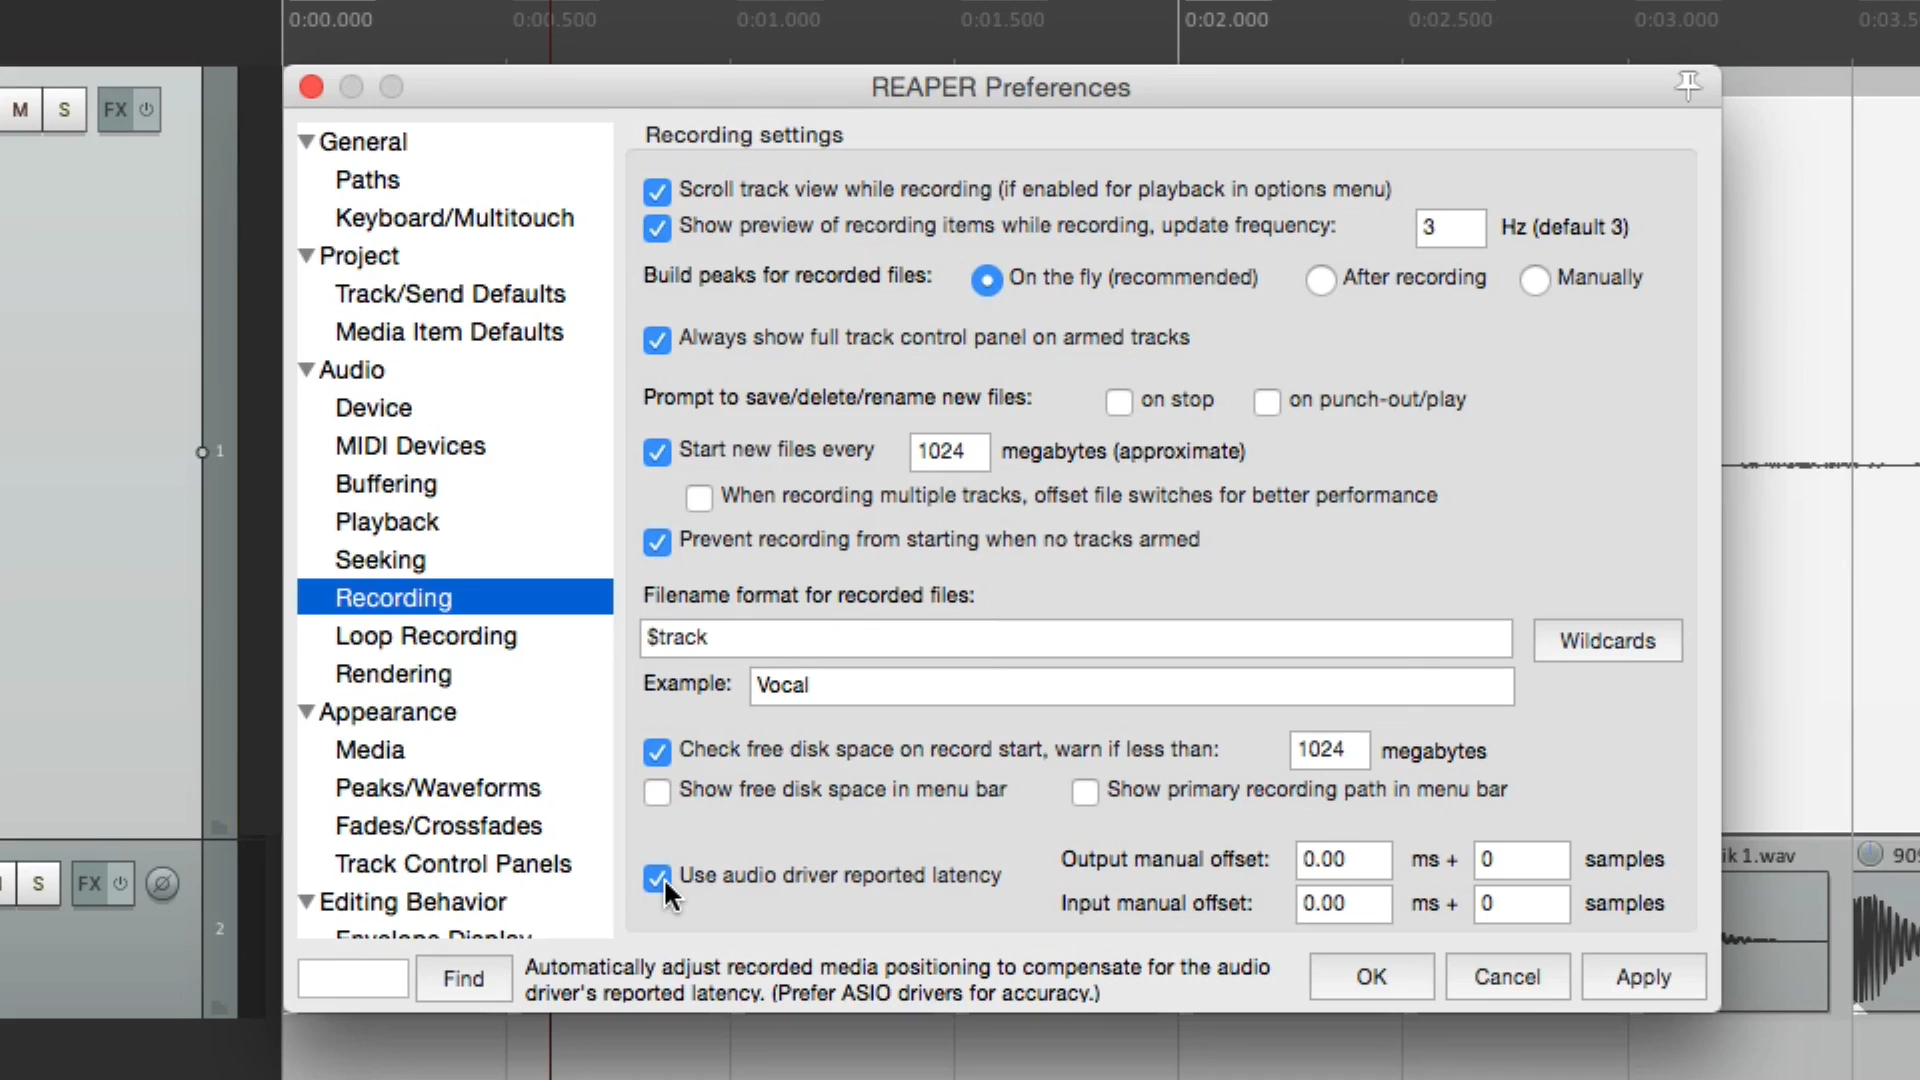 0:00.000 0:00.500 0:01.000 0:01.500 0:02.000 0:02.500 0:03.000 0:03.5
REAPER Preferences
M S FX
1
S FX
2
General
Paths
Keyboard/Multitouch
Project
Track/Send Defaults
Media Item Defaults
Audio
Device
MIDI Devices
Buffering
Playback
Seeking
Recording
Loop Recording
Rendering
Appearance
Media
Peaks/Waveforms
Fades/Crossfades
Track Control Panels
Editing Behavior
Envelope Display
Find
Recording settings
Scroll track view while recording (if enabled for playback in options menu)
Show preview of recording items while recording, update frequency: 3 Hz (default 3)
Build peaks for recorded files: On the fly (recommended) After recording Manually
Always show full track control panel on armed tracks
Prompt to save/delete/rename new files: on stop on punch-out/play
Start new files every 1024 megabytes (approximate)
When recording multiple tracks, offset file switches for better performance
Prevent recording from starting when no tracks armed
Filename format for recorded files:
$track Wildcards
Example: Vocal
Check free disk space on record start, warn if less than: 1024 megabytes
Show free disk space in menu bar Show primary recording path in menu bar
Use audio driver reported latency
Output manual offset: 0.00 ms + 0 samples
Input manual offset: 0.00 ms + 0 samples
Automatically adjust recorded media positioning to compensate for the audio
driver's reported latency. (Prefer ASIO drivers for accuracy.)
OK Cancel Apply
ik 1.wav 909